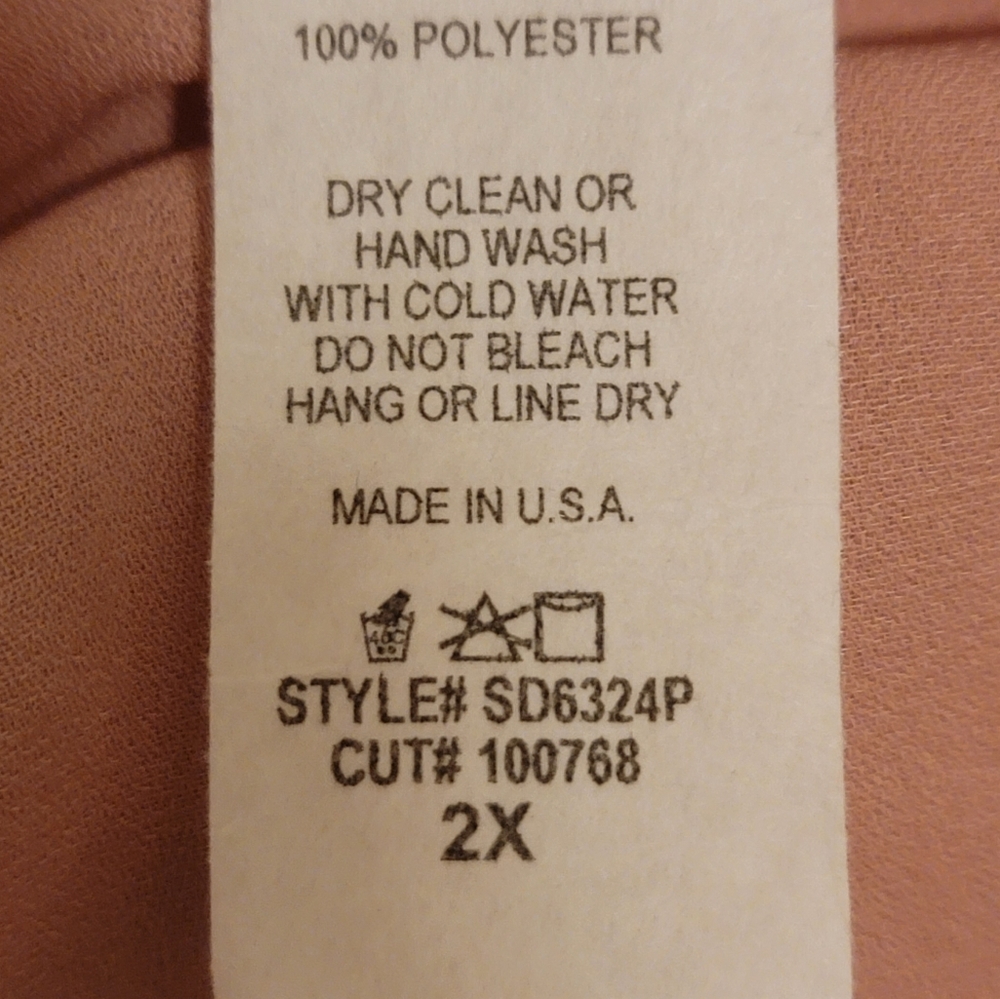 100% POLYESTER
DRY CLEAN OR
HAND WASH
WITH COLD WATER
DO NOT BLEACH
HANG OR LINE DRY
MADE IN U.S.A.
STYLE# SD6324P
CUT# 100768
2X